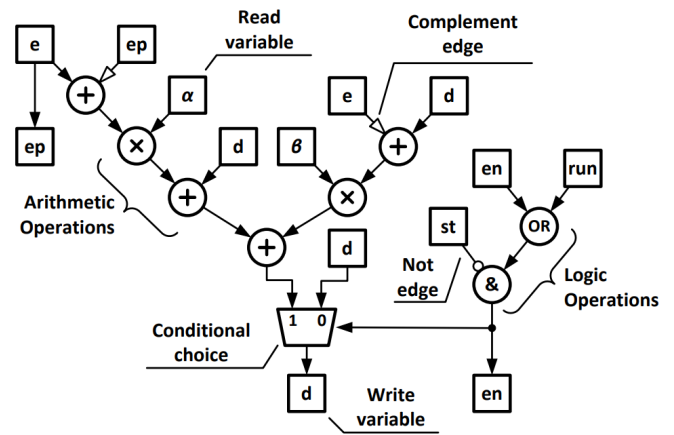 Read
variable
Complement
edge
e
ep
α
e
d
+
ep
×
d
β
+
en
run
Arithmetic
Operations
+
×
st
OR
+
d
Not
edge
&
Logic
Operations
1 0
Conditional
choice
d
Write
variable
en